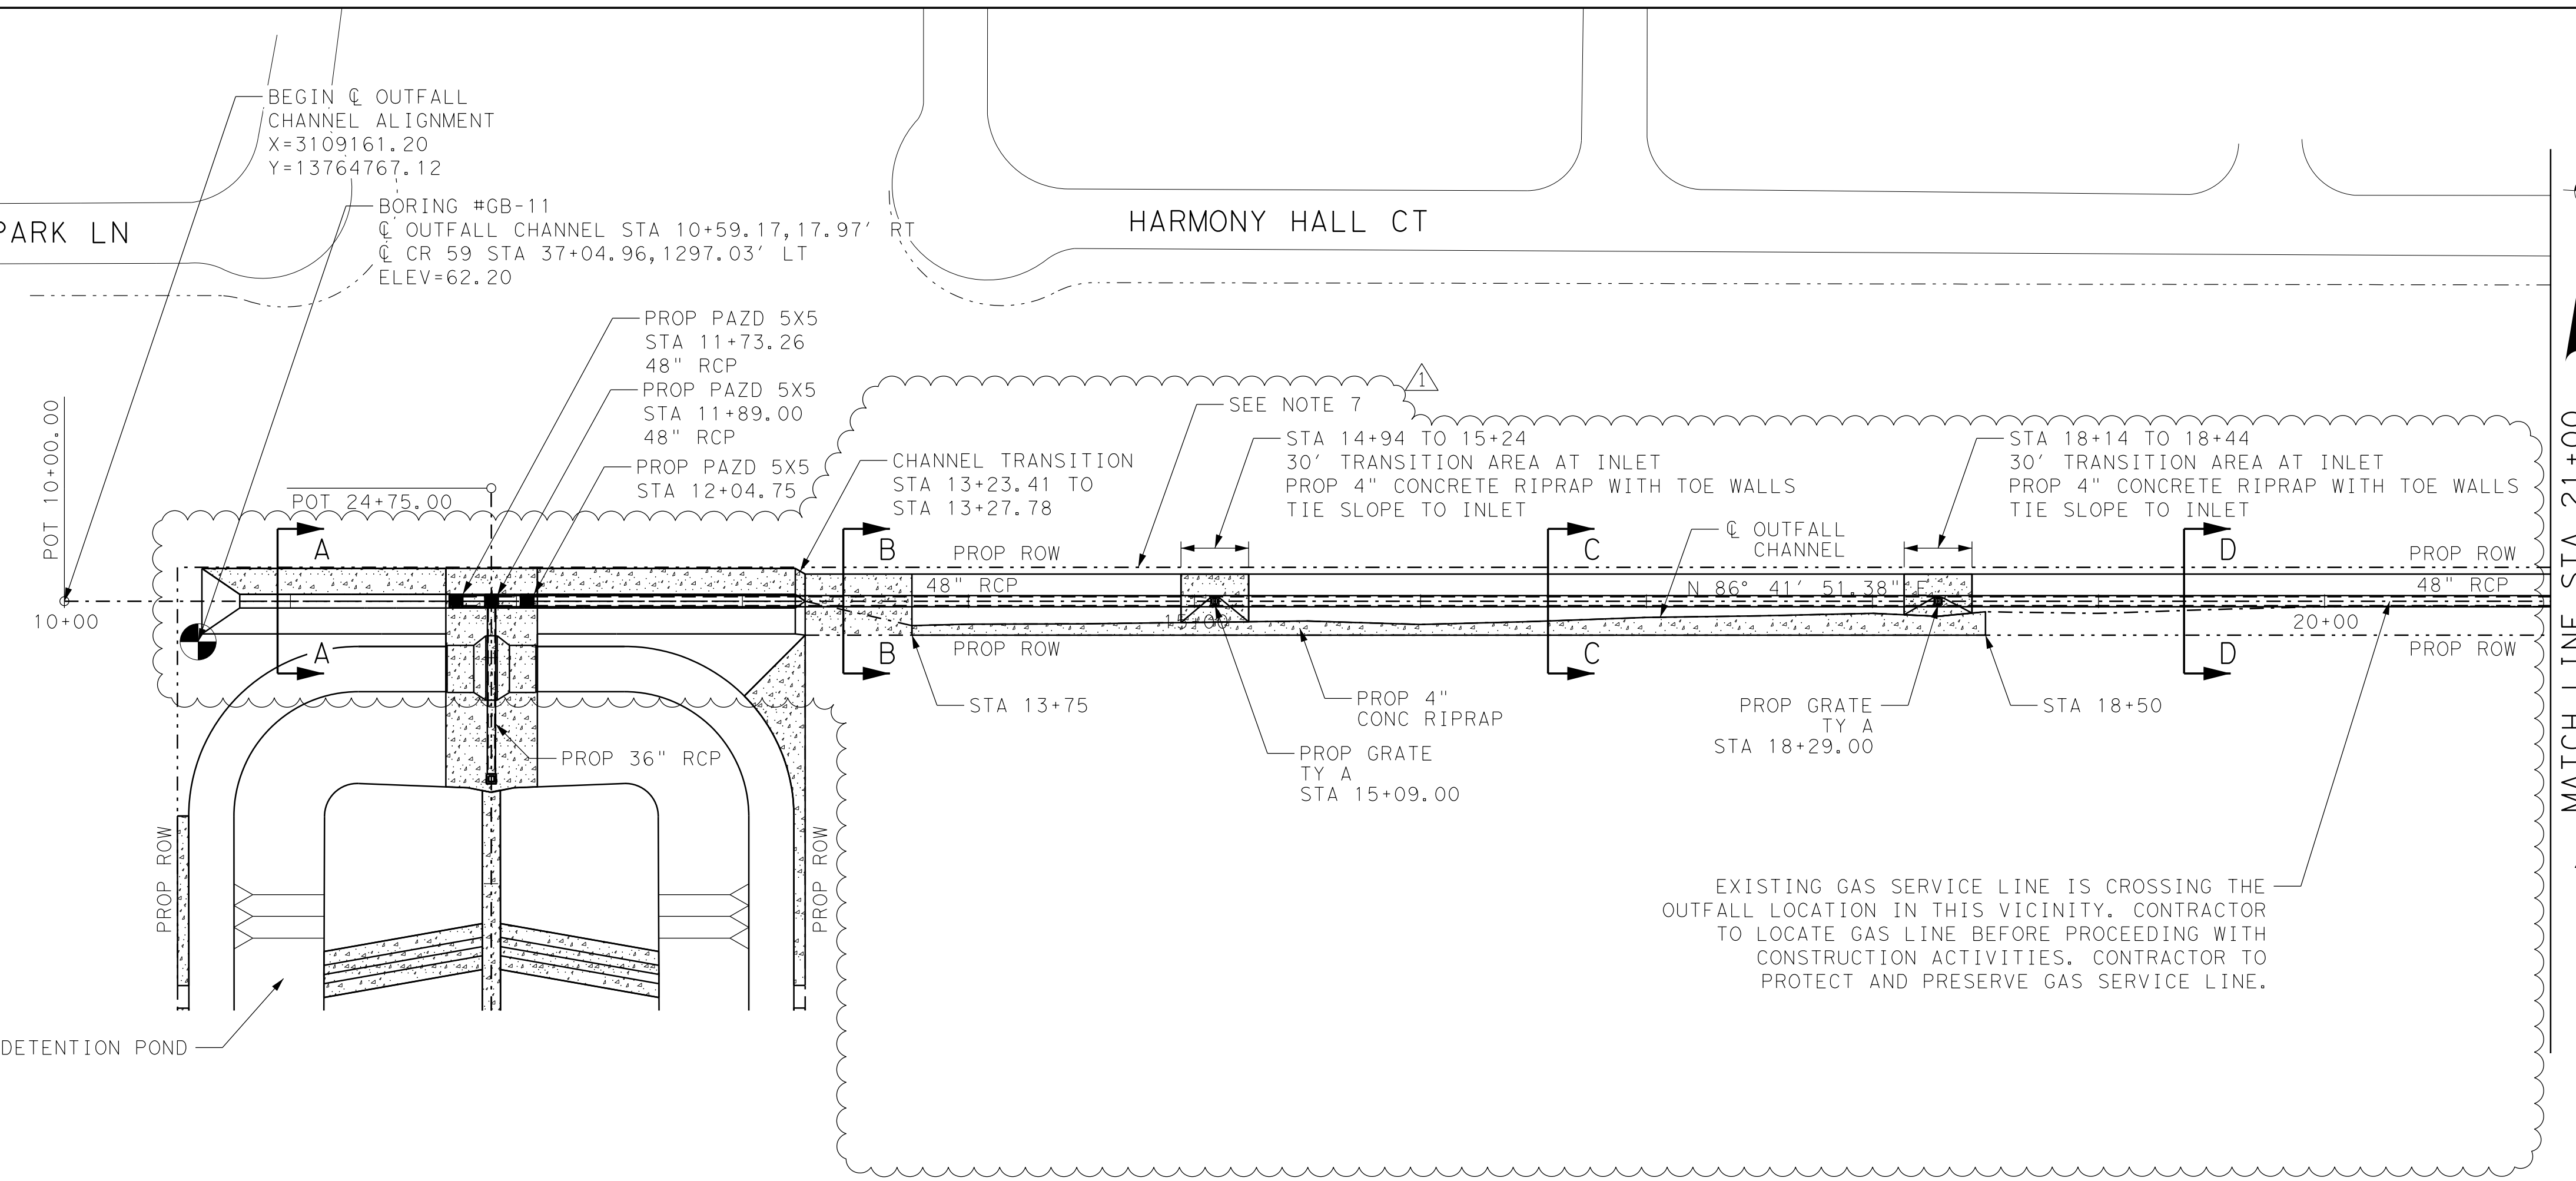 BEGIN ℄ OUTFALL
CHANNEL ALIGNMENT
X=3109161.20
Y=13764767.12
BORING #GB-11
℄ OUTFALL CHANNEL STA 10+59.17,17.97' RT
℄ CR 59 STA 37+04.96,1297.03' LT
ELEV=62.20
PARK LN
HARMONY HALL CT
PROP PAZD 5X5
STA 11+73.26
48" RCP
PROP PAZD 5X5
STA 11+89.00
48" RCP
PROP PAZD 5X5
STA 12+04.75
1
SEE NOTE 7
CHANNEL TRANSITION
STA 13+23.41 TO
STA 13+27.78
STA 14+94 TO 15+24
30' TRANSITION AREA AT INLET
PROP 4" CONCRETE RIPRAP WITH TOE WALLS
TIE SLOPE TO INLET
STA 18+14 TO 18+44
30' TRANSITION AREA AT INLET
PROP 4" CONCRETE RIPRAP WITH TOE WALLS
TIE SLOPE TO INLET
℄ OUTFALL
CHANNEL
POT 10+00.00
POT 24+75.00
A
B
C
D
PROP ROW
PROP ROW
48" RCP
N 86° 41' 51.38" E
48" RCP
10+00
15+00
20+00
A
B
C
D
PROP ROW
PROP ROW
STA 13+75
PROP 4"
CONC RIPRAP
PROP GRATE
TY A
STA 18+29.00
STA 18+50
PROP 36" RCP
PROP GRATE
TY A
STA 15+09.00
PROP ROW
PROP ROW
EXISTING GAS SERVICE LINE IS CROSSING THE
OUTFALL LOCATION IN THIS VICINITY. CONTRACTOR
TO LOCATE GAS LINE BEFORE PROCEEDING WITH
CONSTRUCTION ACTIVITIES. CONTRACTOR TO
PROTECT AND PRESERVE GAS SERVICE LINE.
DETENTION POND
MATCH LINE STA 21+00